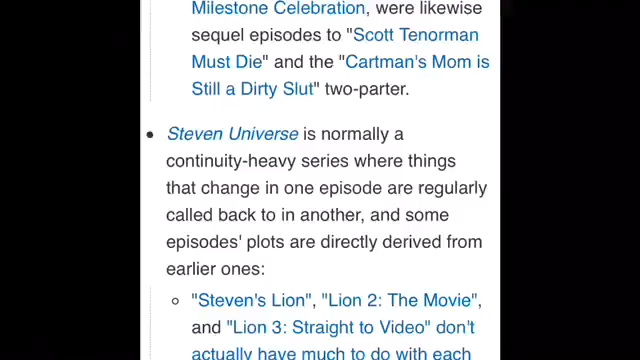 Milestone Celebration, were likewise
sequel episodes to "Scott Tenorman
Must Die" and the "Cartman's Mom is
Still a Dirty Slut" two-parter.
• Steven Universe is normally a
continuity-heavy series where things
that change in one episode are regularly
called back to in another, and some
episodes' plots are directly derived from
earlier ones:
◦ "Steven's Lion", "Lion 2: The Movie",
and "Lion 3: Straight to Video" don't
actually have much to do with each